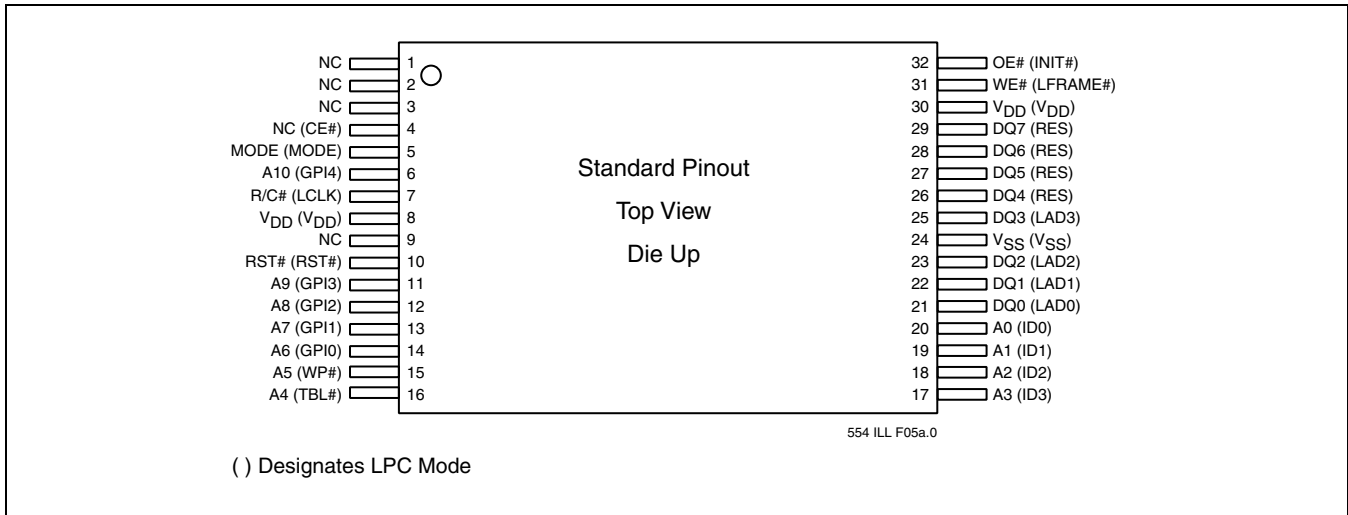 NC 1
NC 2
NC 3
NC (CE#) 4
MODE (MODE) 5
A10 (GPI4) 6
R/C# (LCLK) 7
VDD (VDD) 8
NC 9
RST# (RST#) 10
A9 (GPI3) 11
A8 (GPI2) 12
A7 (GPI1) 13
A6 (GPI0) 14
A5 (WP#) 15
A4 (TBL#) 16
Standard Pinout
Top View
Die Up
32 OE# (INIT#)
31 WE# (LFRAME#)
30 VDD (VDD)
29 DQ7 (RES)
28 DQ6 (RES)
27 DQ5 (RES)
26 DQ4 (RES)
25 DQ3 (LAD3)
24 VSS (VSS)
23 DQ2 (LAD2)
22 DQ1 (LAD1)
21 DQ0 (LAD0)
20 A0 (ID0)
19 A1 (ID1)
18 A2 (ID2)
17 A3 (ID3)
554 ILL F05a.0
( ) Designates LPC Mode